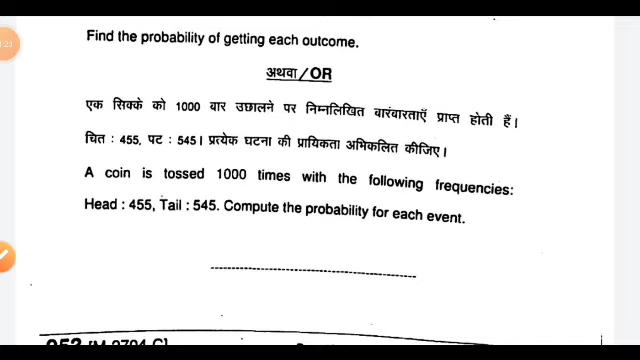 Find the probability of getting each outcome.
अथवा / OR
एक सिक्के को 1000 बार उछालने पर निम्नलिखित बारंबारताएँ प्राप्त होती हैं।
चित : 455, पट : 545। प्रत्येक घटना की प्रायिकता अभिकलित कीजिए।
A coin is tossed 1000 times with the following frequencies:
Head : 455, Tail : 545. Compute the probability for each event.